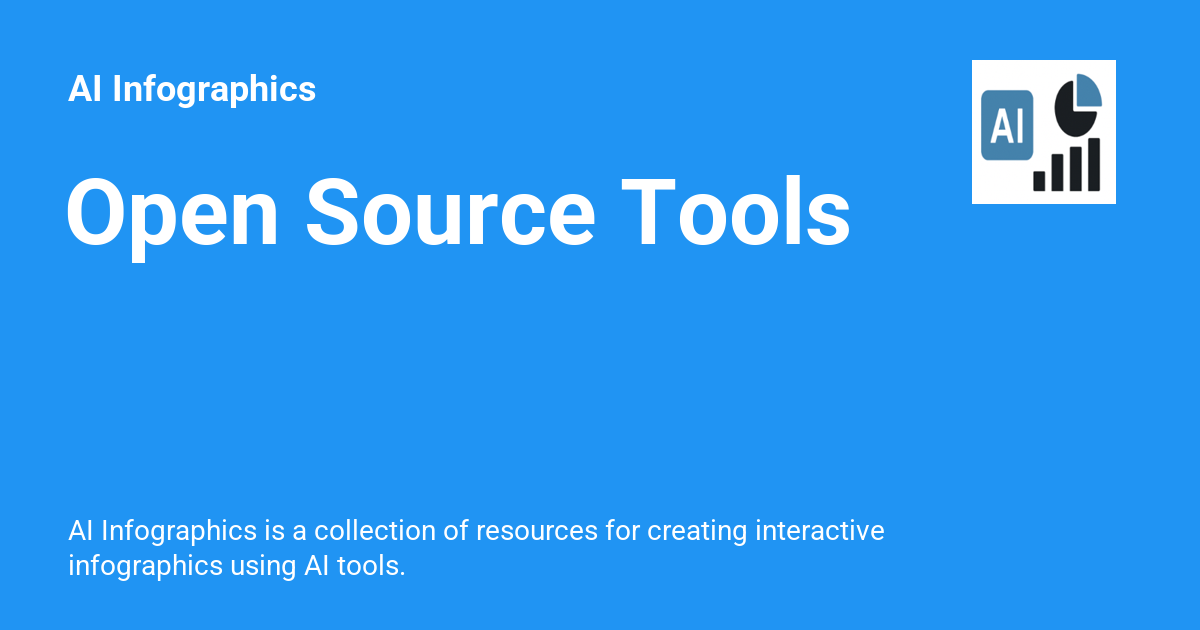 AI Infographics
AI
Open Source Tools
AI Infographics is a collection of resources for creating interactive
infographics using AI tools.